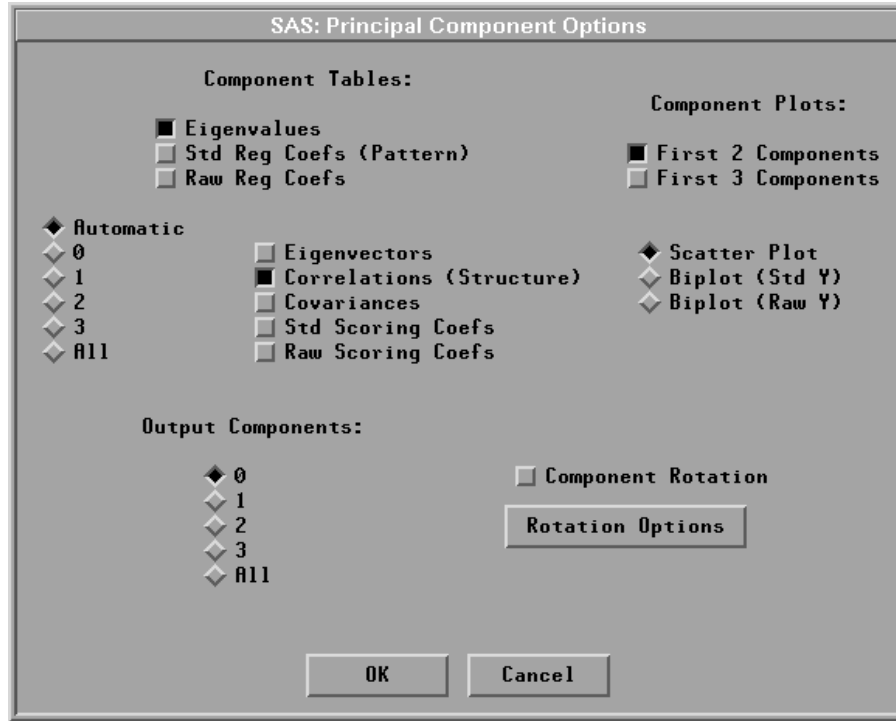 SAS: Principal Component Options
Component Tables:
Eigenvalues
Std Reg Coefs (Pattern)
Raw Reg Coefs
Automatic
0
1
2
3
All
Eigenvectors
Correlations (Structure)
Covariances
Std Scoring Coefs
Raw Scoring Coefs
Component Plots:
First 2 Components
First 3 Components
Scatter Plot
Biplot (Std Y)
Biplot (Raw Y)
Output Components:
0
1
2
3
All
Component Rotation
Rotation Options
OK
Cancel